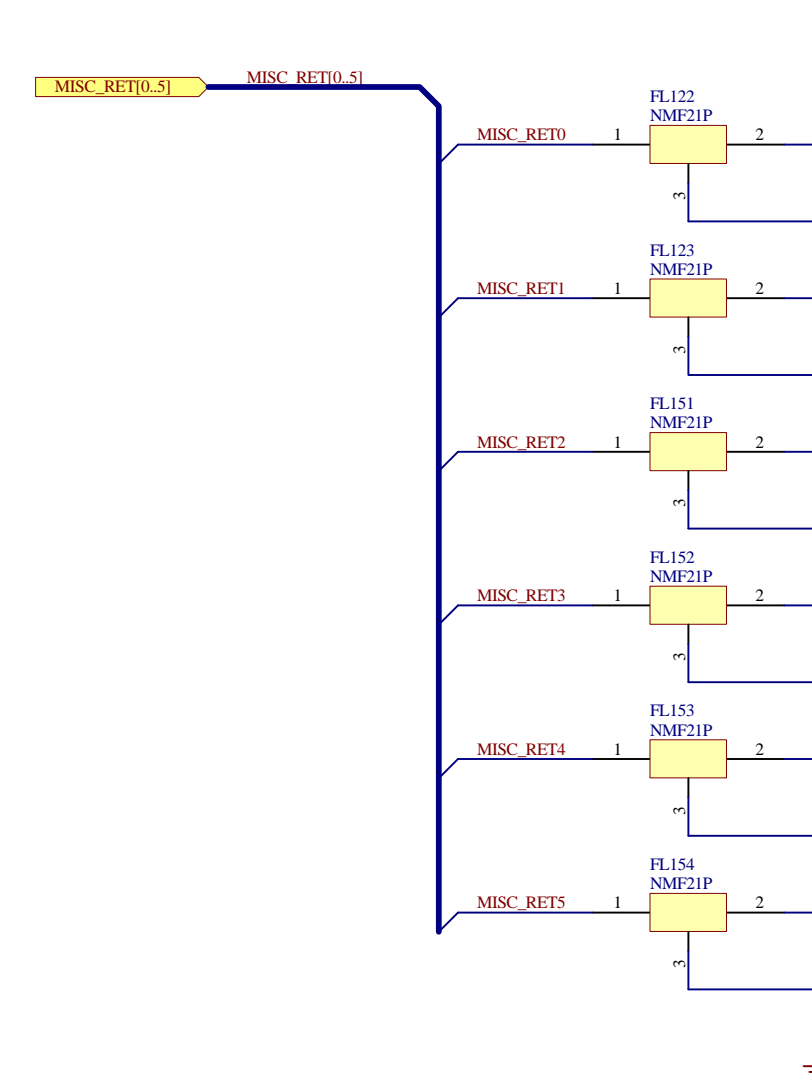 MISC_RET[0..5]
MISC_RET[0..5]
FL122
NMF21P
MISC_RET0
1
2
3
FL123
NMF21P
MISC_RET1
1
2
3
FL151
NMF21P
MISC_RET2
1
2
3
FL152
NMF21P
MISC_RET3
1
2
3
FL153
NMF21P
MISC_RET4
1
2
3
FL154
NMF21P
MISC_RET5
1
2
3